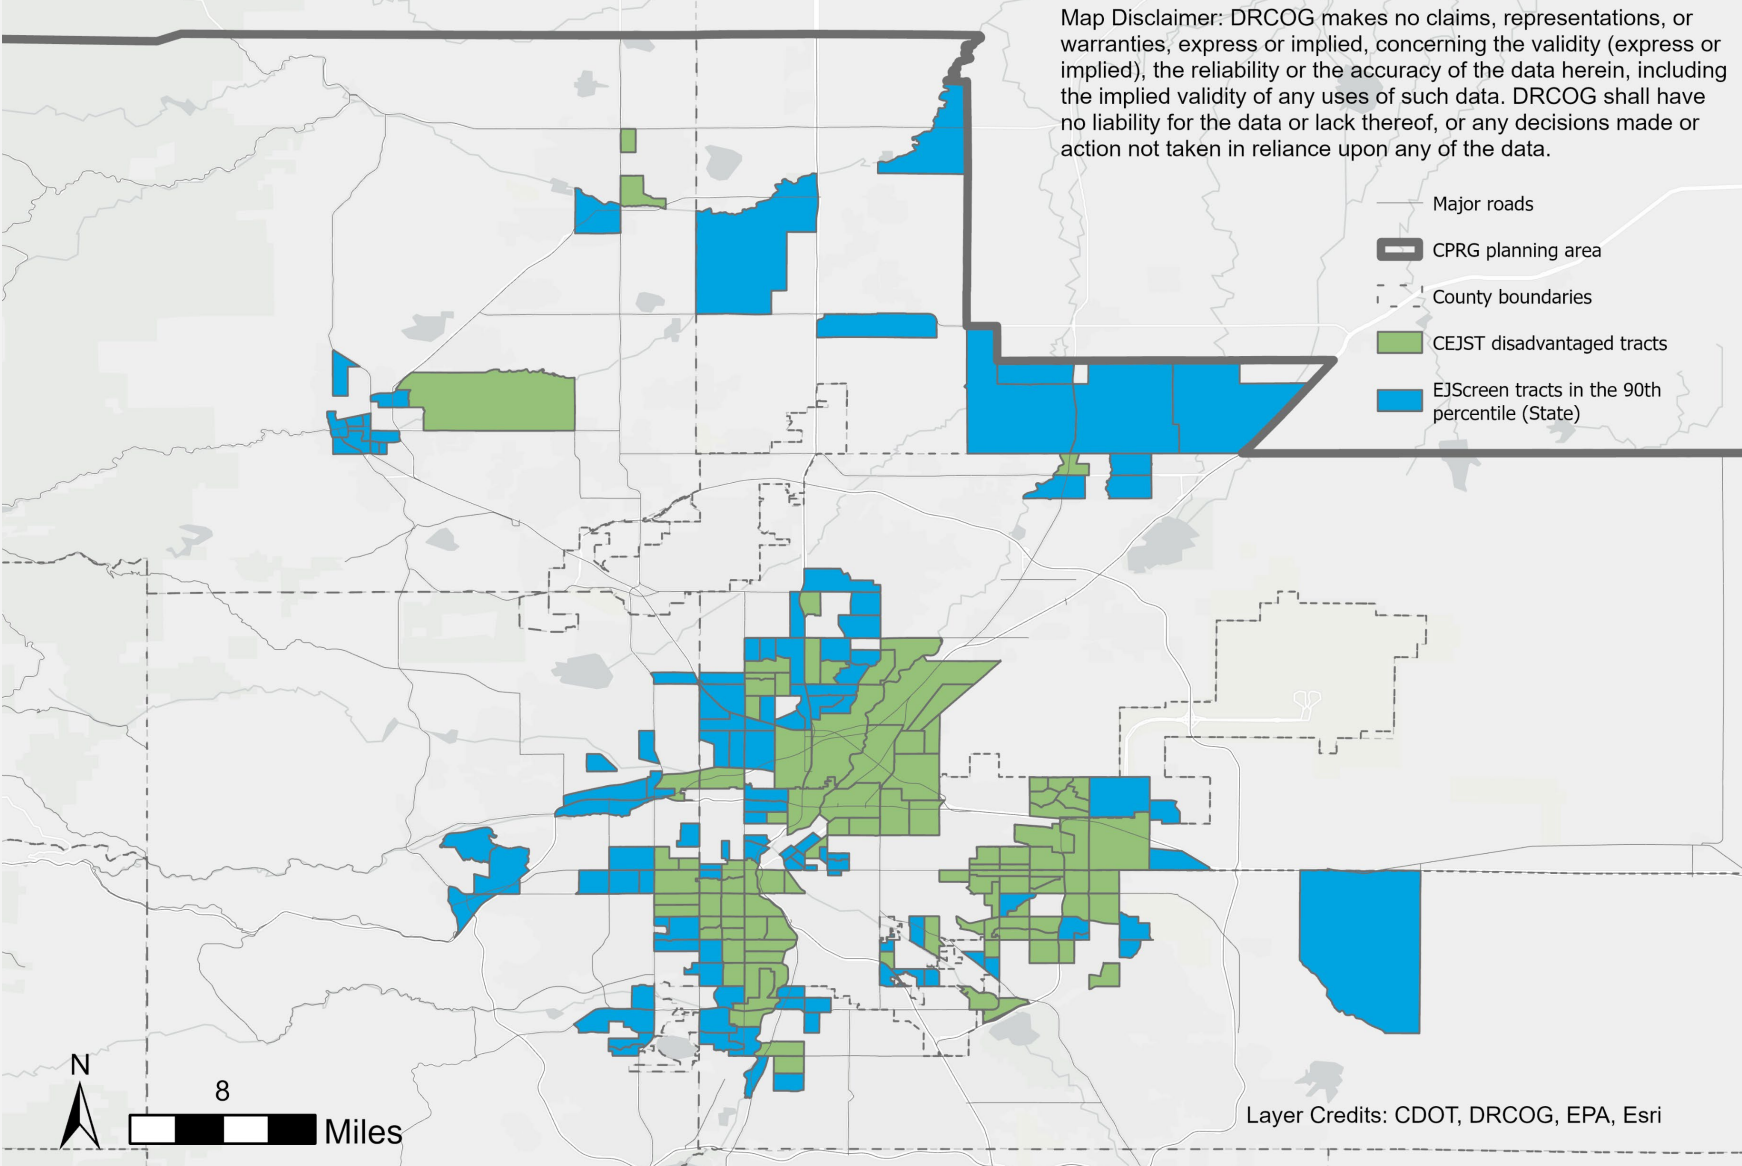 Map Disclaimer: DRCOG makes no claims, representations, or
warranties, express or implied, concerning the validity (express or
implied), the reliability or the accuracy of the data herein, including
the implied validity of any uses of such data. DRCOG shall have
no liability for the data or lack thereof, or any decisions made or
action not taken in reliance upon any of the data.
Major roads
CPRG planning area
County boundaries
CEJST disadvantaged tracts
EJScreen tracts in the 90th
percentile (State)
N
8
Miles
Layer Credits: CDOT, DRCOG, EPA, Esri